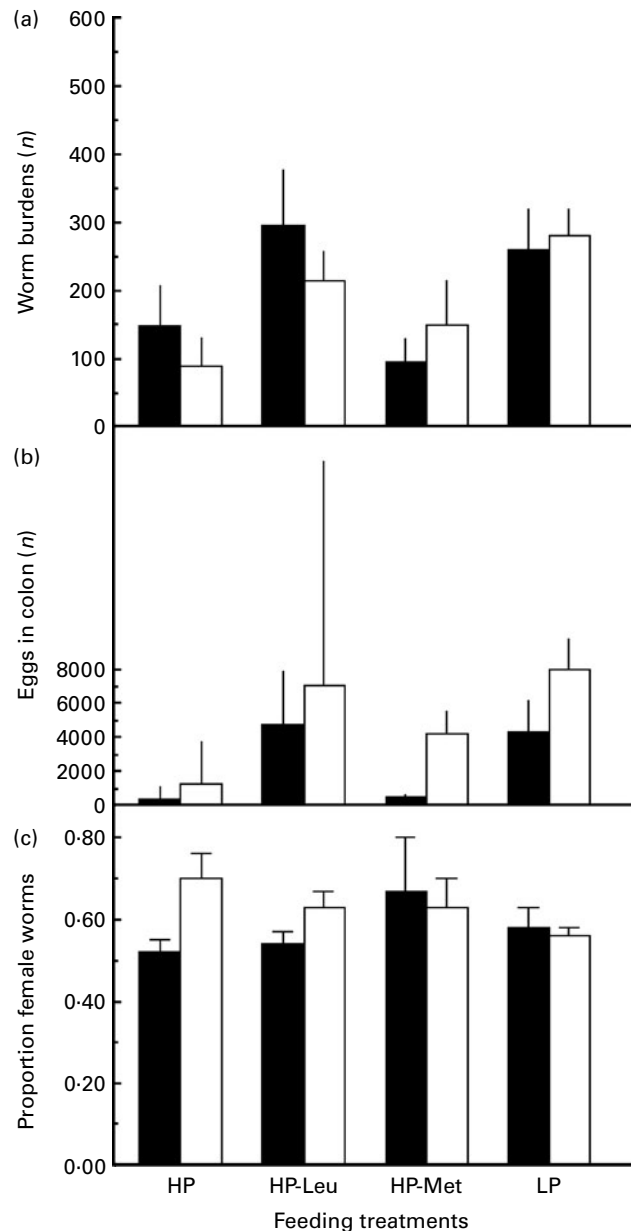 (a)
600
500
400
300
200
100
0
Worm burdens (n)
(b)
8000
6000
4000
2000
0
Eggs in colon (n)
(c)
0·80
0·60
0·40
0·20
0·00
Proportion female worms
HP HP-Leu HP-Met LP
Feeding treatments